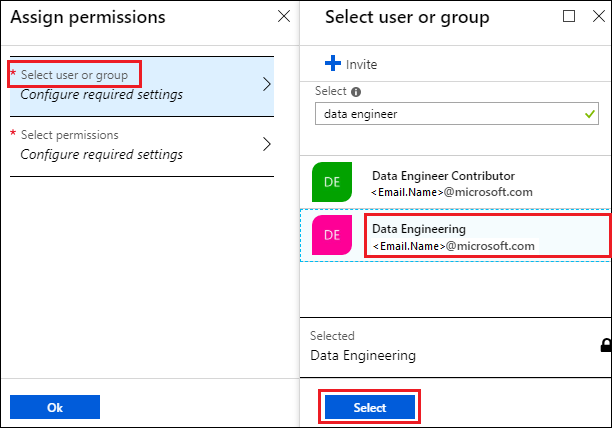 Assign permissions
* Select user or group
Configure required settings
* Select permissions
Configure required settings
Ok
Select user or group
Invite
Select
data engineer
DE
Data Engineer Contributor
<Email.Name>@microsoft.com
DE
Data Engineering
<Email.Name>@microsoft.com
Selected
Data Engineering
Select